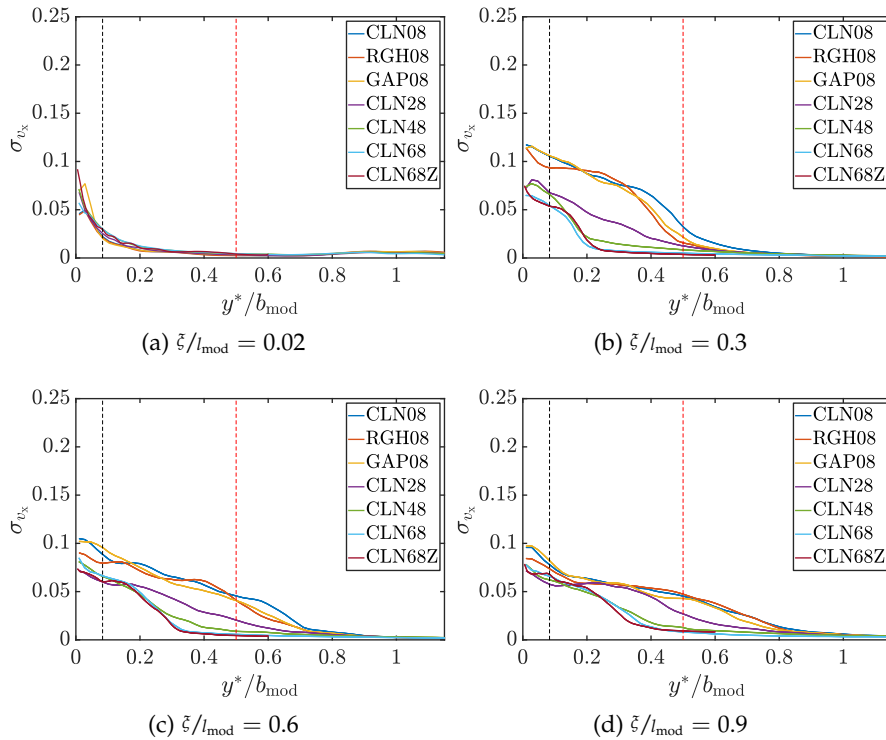 0.25
0.2
0.15
0.1
0.05
0
σ_{v_x}
0 0.2 0.4 0.6 0.8 1
y*/b_mod
CLN08
RGH08
GAP08
CLN28
CLN48
CLN68
CLN68Z
(a) ξ/l_mod = 0.02
0.25
0.2
0.15
0.1
0.05
0
σ_{v_x}
0 0.2 0.4 0.6 0.8 1
y*/b_mod
CLN08
RGH08
GAP08
CLN28
CLN48
CLN68
CLN68Z
(b) ξ/l_mod = 0.3
0.25
0.2
0.15
0.1
0.05
0
σ_{v_x}
0 0.2 0.4 0.6 0.8 1
y*/b_mod
CLN08
RGH08
GAP08
CLN28
CLN48
CLN68
CLN68Z
(c) ξ/l_mod = 0.6
0.25
0.2
0.15
0.1
0.05
0
σ_{v_x}
0 0.2 0.4 0.6 0.8 1
y*/b_mod
CLN08
RGH08
GAP08
CLN28
CLN48
CLN68
CLN68Z
(d) ξ/l_mod = 0.9